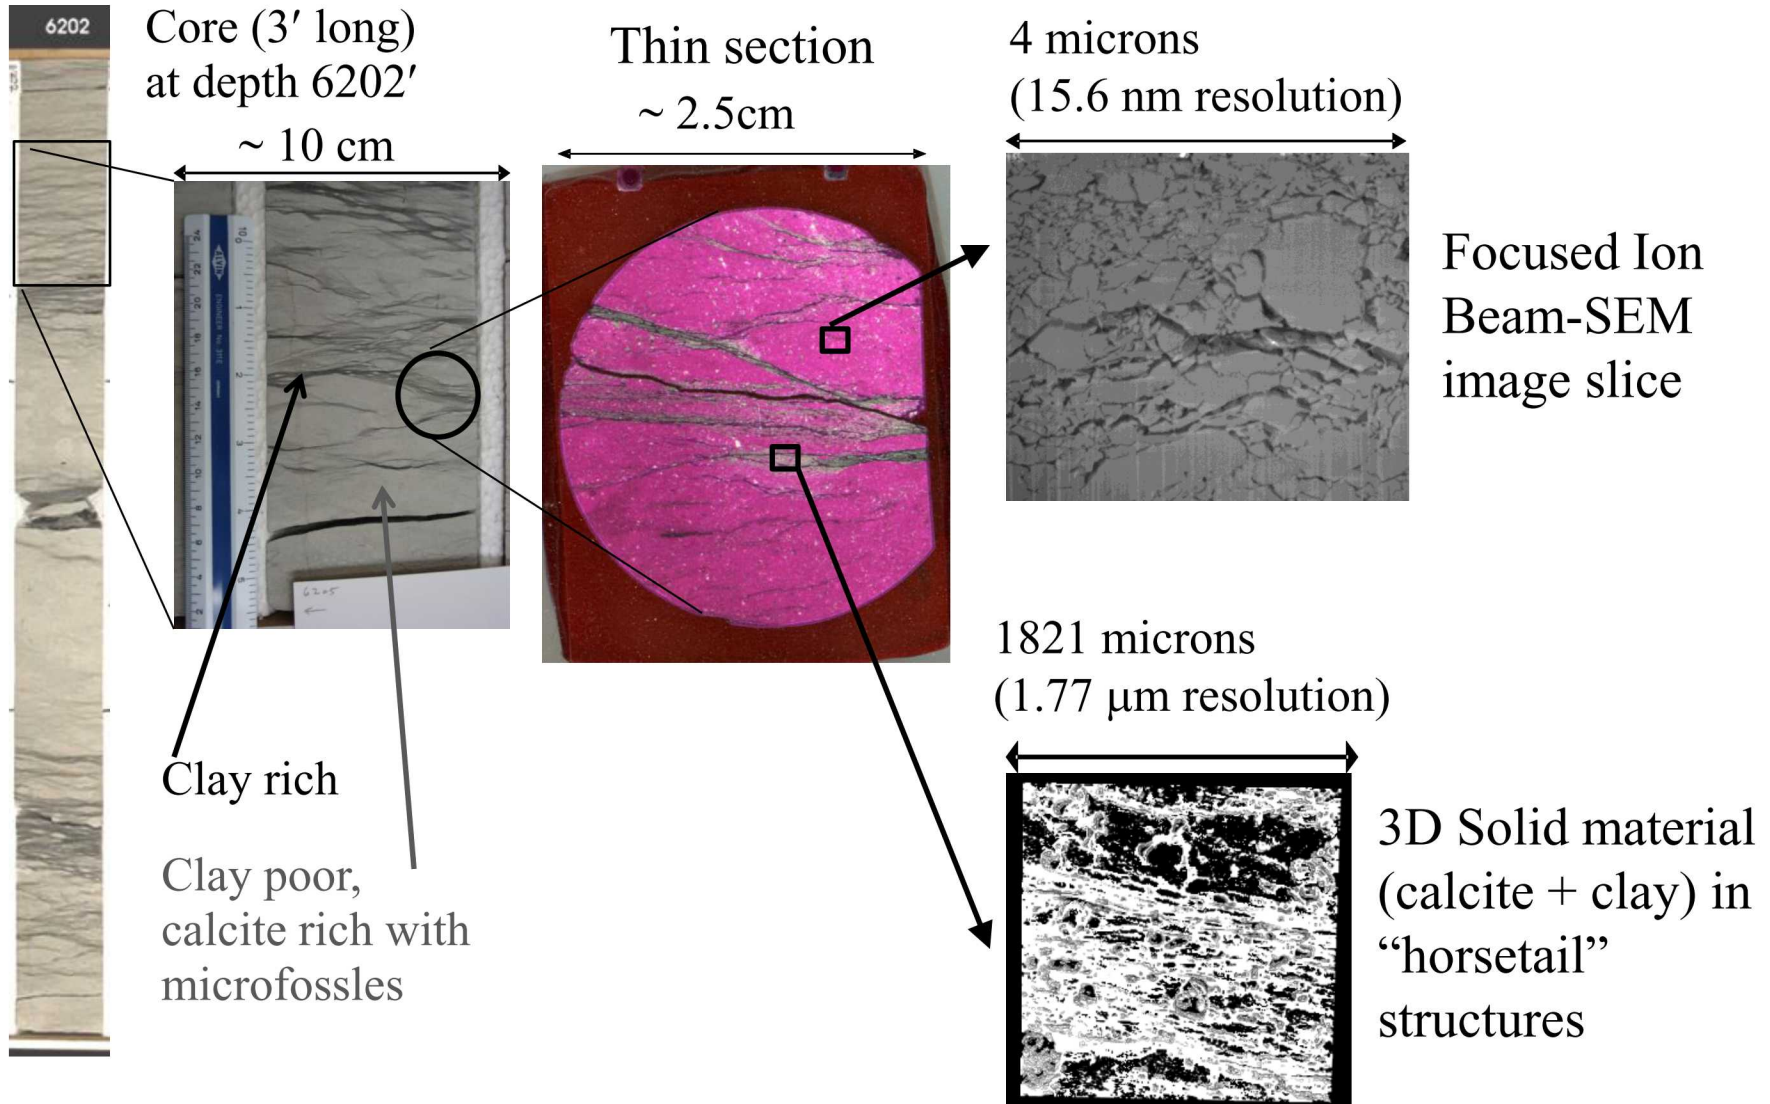 6202
Core (3′ long)
at depth 6202′
~ 10 cm
Thin section
~ 2.5cm
4 microns
(15.6 nm resolution)
Focused Ion
Beam-SEM
image slice
ENGINEER
6205
Clay rich
Clay poor,
calcite rich with
microfossles
1821 microns
(1.77 μm resolution)
3D Solid material
(calcite + clay) in
“horsetail”
structures